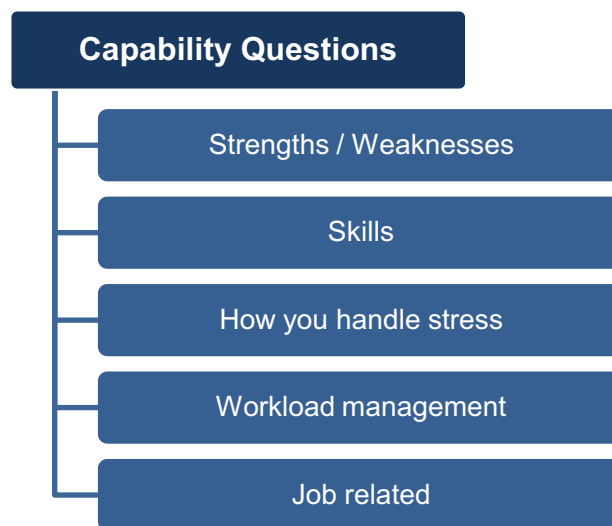 Capability Questions
Strengths / Weaknesses
Skills
How you handle stress
Workload management
Job related